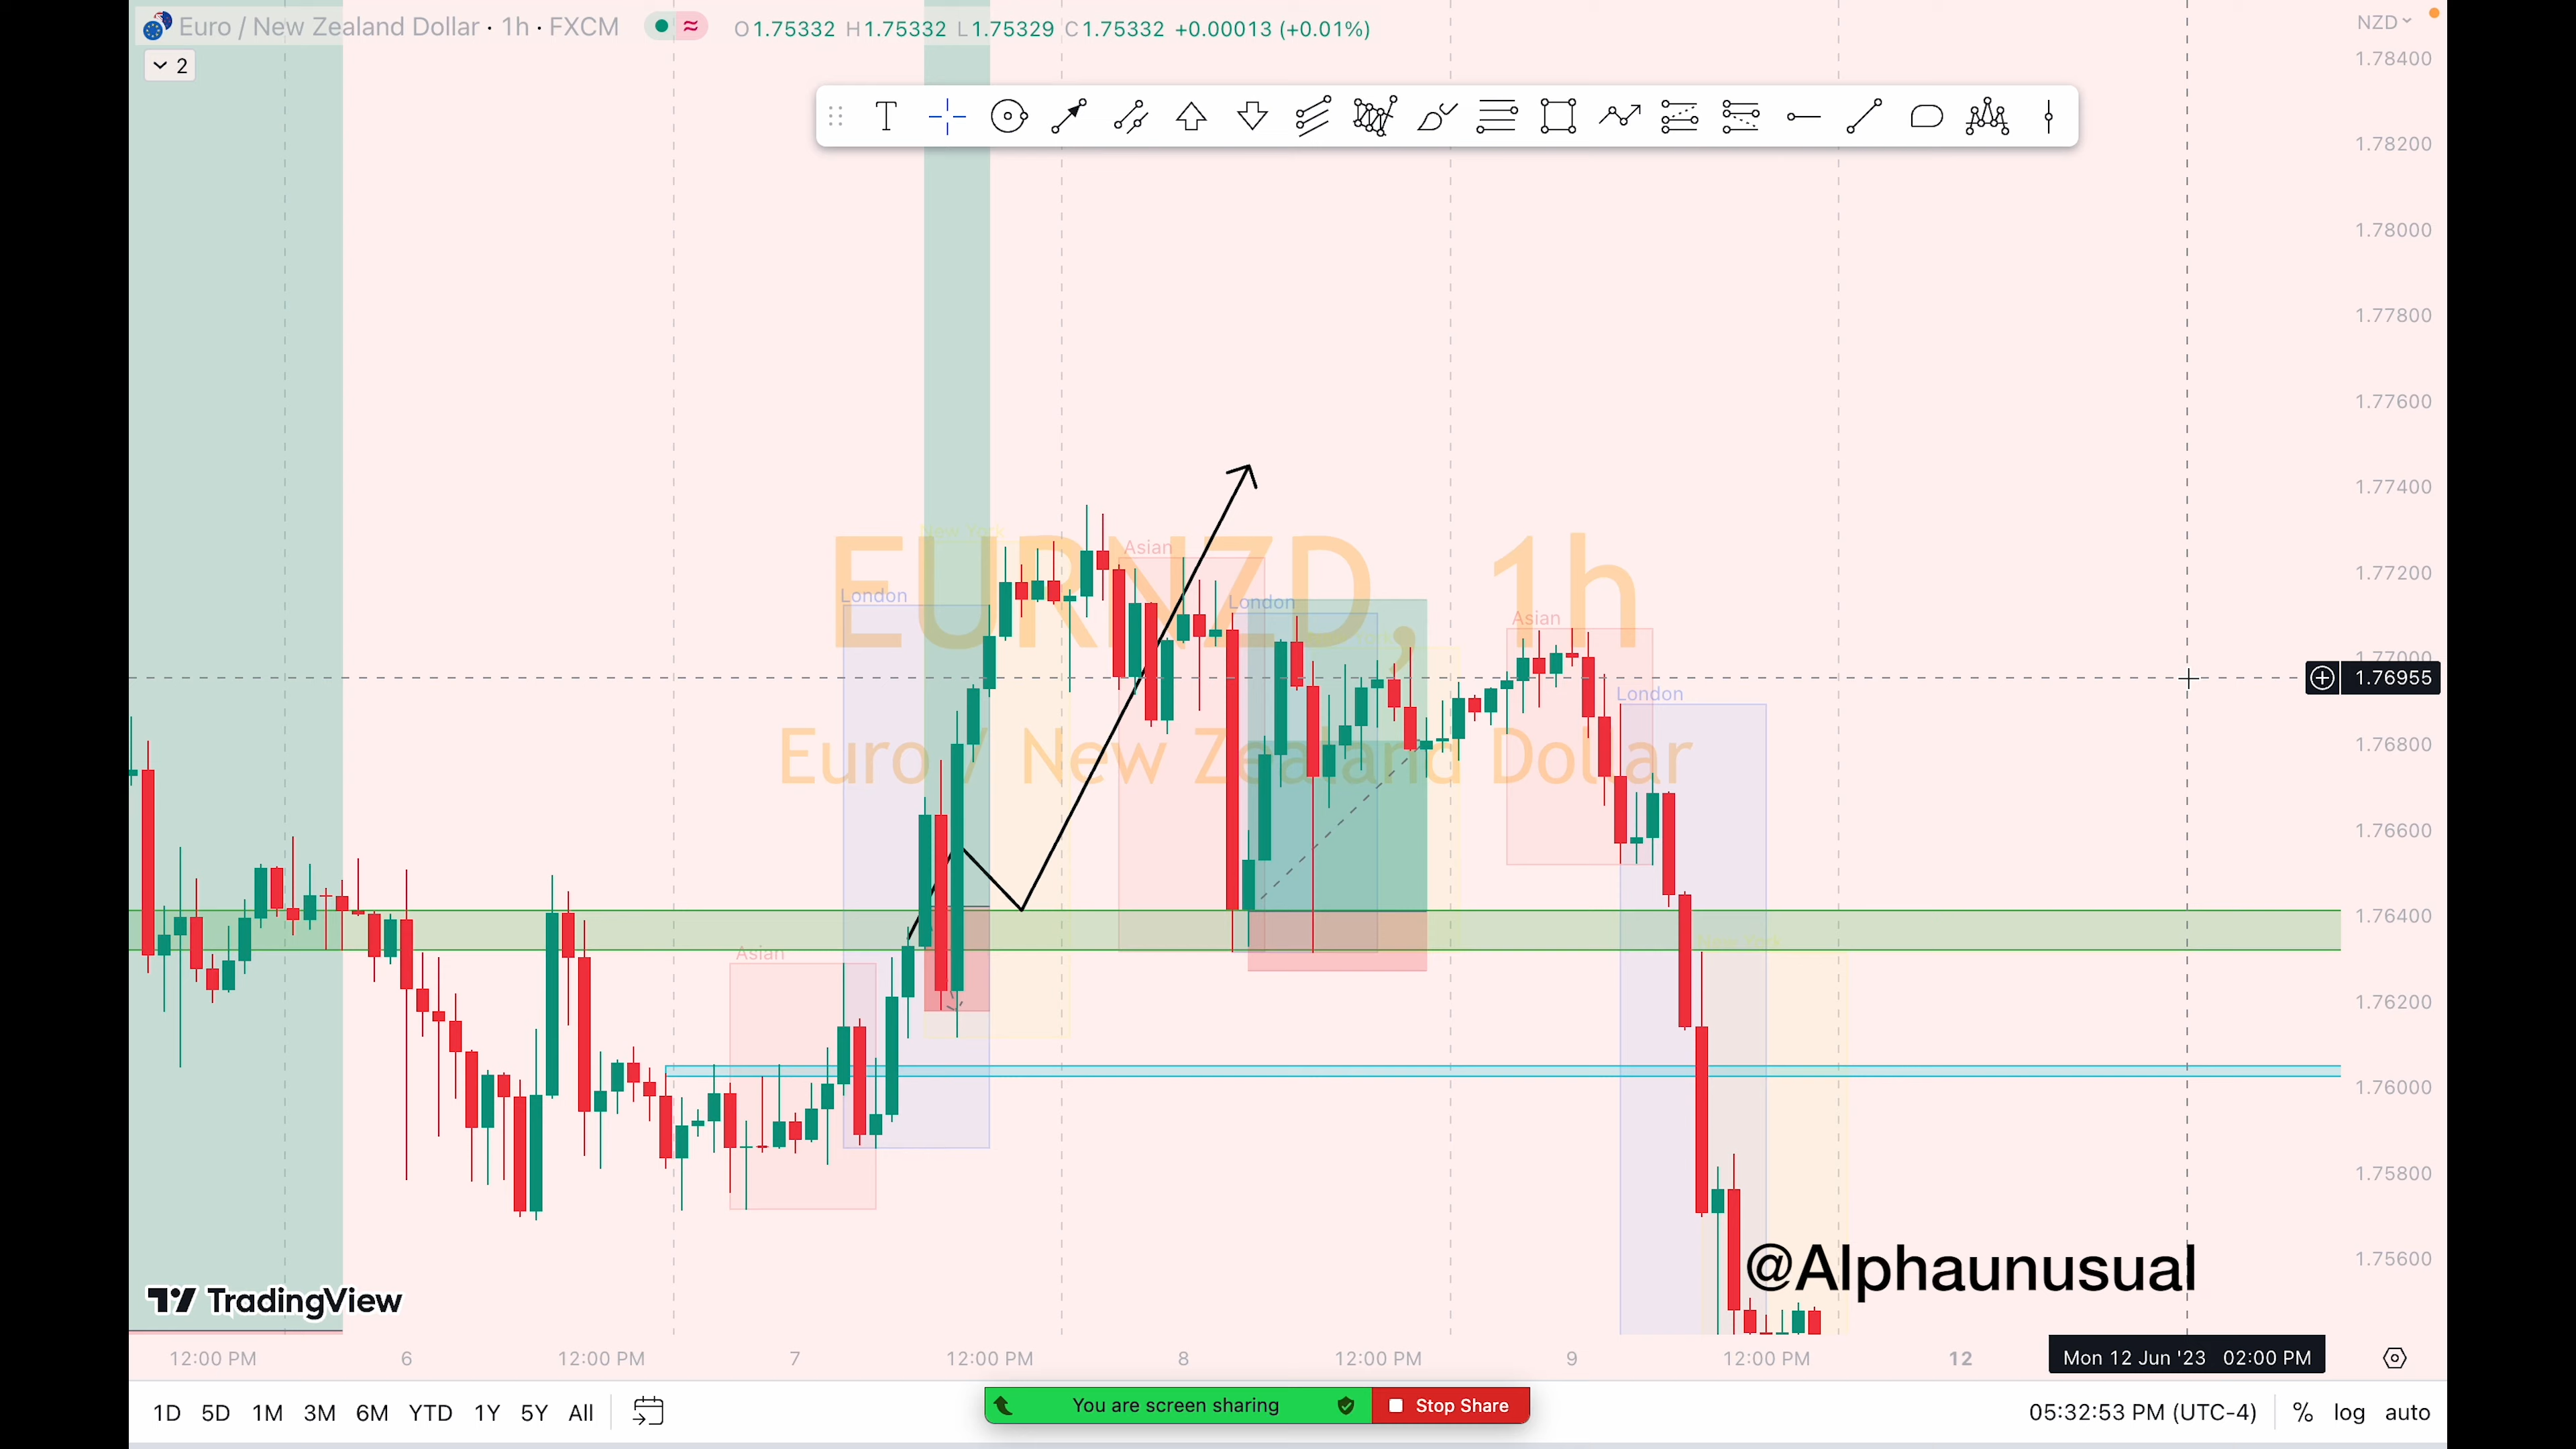 Euro / New Zealand Dollar · 1h · FXCM
O1.75332 H1.75332 L1.75329 C1.75332 +0.00013 (+0.01%)
NZD
2
T
1.78400
1.78200
1.78000
1.77800
1.77600
1.77400
1.77200
1.77000
1.76955
1.76800
1.76600
1.76400
1.76200
1.76000
1.75800
1.75600
New York
EURNZD, 1h
Euro / New Zealand Dollar
Asian
London
Asian
London
Asian
London
@Alphaunusual
TradingView
12:00 PM 6 12:00 PM 7 12:00 PM 8 12:00 PM 9 12:00 PM 12
Mon 12 Jun '23 02:00 PM
1D 5D 1M 3M 6M YTD 1Y 5Y All
You are screen sharing
Stop Share
05:32:53 PM (UTC-4) % log auto